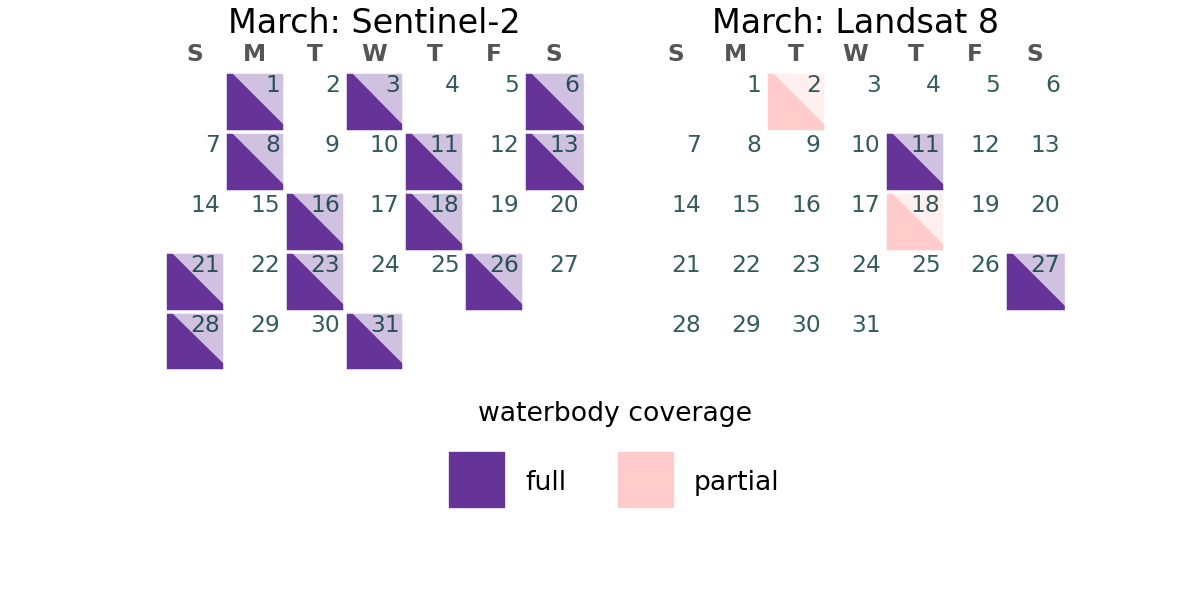 March: Sentinel-2
S M T W T F S
1 2 3 4 5 6
7 8 9 10 11 12 13
14 15 16 17 18 19 20
21 22 23 24 25 26 27
28 29 30 31
March: Landsat 8
S M T W T F S
1 2 3 4 5 6
7 8 9 10 11 12 13
14 15 16 17 18 19 20
21 22 23 24 25 26 27
28 29 30 31
waterbody coverage
full partial